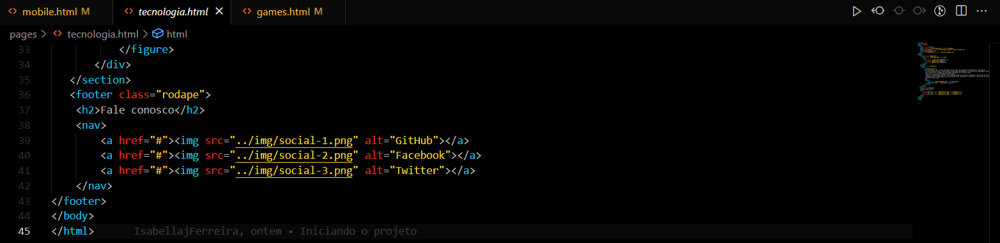 mobile.html M tecnologia.html games.html M
pages > tecnologia.html > html
33 </figure>
34 </div>
35 </section>
36 <footer class="rodape">
37 <h2>Fale conosco</h2>
38 <nav>
39 <a href="#"><img src="../img/social-1.png" alt="GitHub"></a>
40 <a href="#"><img src="../img/social-2.png" alt="Facebook"></a>
41 <a href="#"><img src="../img/social-3.png" alt="Twitter"></a>
42 </nav>
43 </footer>
44 </body>
45 </html> IsabellajFerreira, ontem • Iniciando o projeto